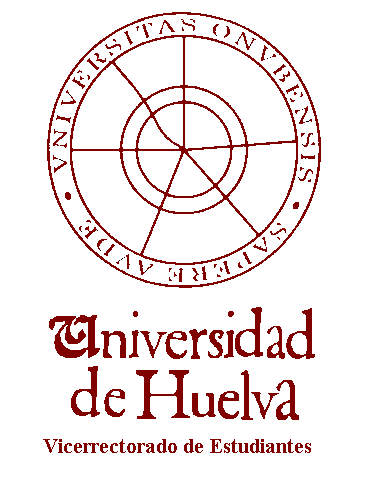 VNIVERSITAS ONVBENSIS • SAPERE AVDE •
Universidad
de Huelva
Vicerrectorado de Estudiantes